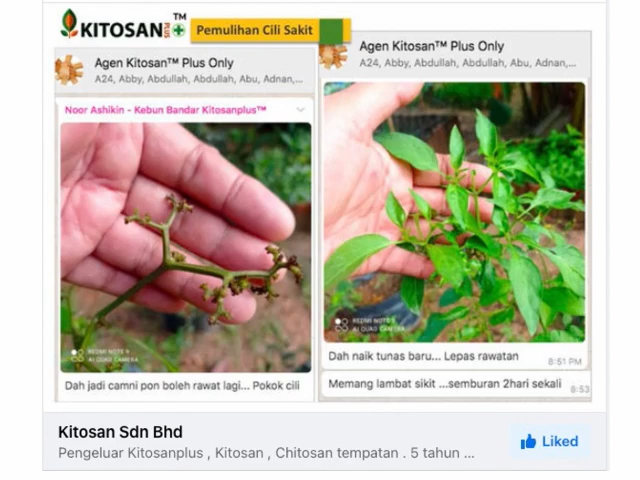 KITOSAN PLUS + TM
Pemulihan Cili Sakit
Agen Kitosan™ Plus Only
A24, Abby, Abdullah, Abdullah, Abu, Adnan,...
Noor Ashikin - Kebun Bandar Kitosanplus™
REDMI NOTE 9
AI QUAD CAMERA
Dah jadi camni pon boleh rawat lagi... Pokok cili
Agen Kitosan™ Plus Only
A24, Abby, Abdullah, Abdullah, Abu, Adnan,...
REDMI NOTE 9
AI QUAD CAMERA
Dah naik tunas baru... Lepas rawatan
8:51 PM
Memang lambat sikit ...semburan 2hari sekali
8:53
Kitosan Sdn Bhd
Pengeluar Kitosanplus , Kitosan , Chitosan tempatan . 5 tahun ...
Liked